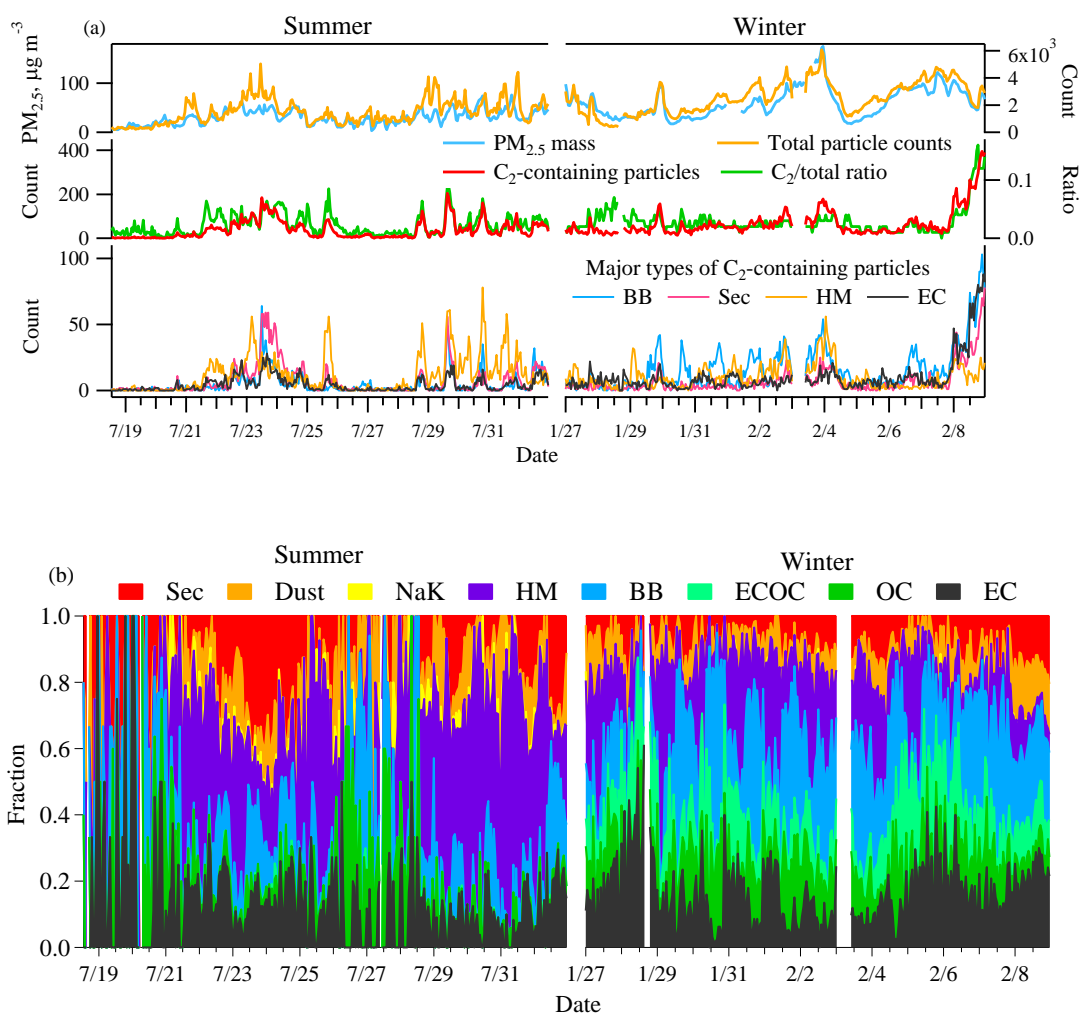 (a)
Summer
Winter
PM2.5, μg m-3
100
0
6x10³
4
2
0
Count
PM2.5 mass
Total particle counts
C2-containing particles
C2/total ratio
Count
400
200
0
0.1
0.0
Ratio
Major types of C2-containing particles
BB
Sec
HM
EC
Count
100
50
0
7/19
7/21
7/23
7/25
7/27
7/29
7/31
1/27
1/29
1/31
2/2
2/4
2/6
2/8
Date
(b)
Summer
Winter
Sec
Dust
NaK
HM
BB
ECOC
OC
EC
Fraction
1.0
0.8
0.6
0.4
0.2
0.0
7/19
7/21
7/23
7/25
7/27
7/29
7/31
1/27
1/29
1/31
2/2
2/4
2/6
2/8
Date